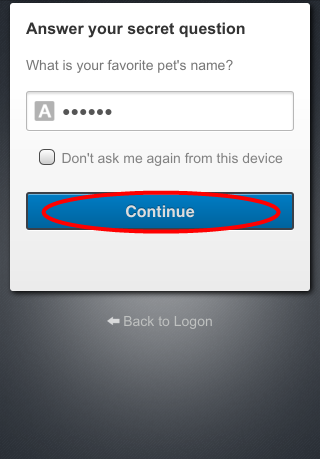 Answer your secret question
What is your favorite pet's name?
A ••••••
Don't ask me again from this device
Continue
Back to Logon